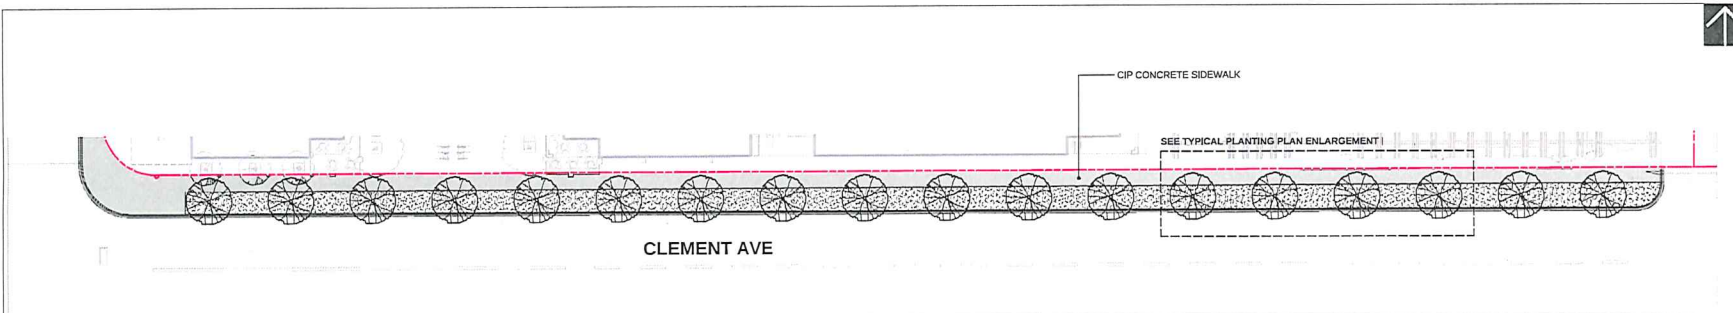 CIP CONCRETE SIDEWALK
SEE TYPICAL PLANTING PLAN ENLARGEMENT
CLEMENT AVE